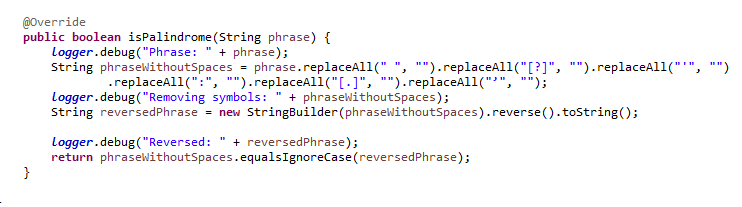 @Override
public boolean isPalindrome(String phrase) {
    logger.debug("Phrase: " + phrase);
    String phraseWithoutSpaces = phrase.replaceAll(" ", "").replaceAll("[?]", "").replaceAll("'", "")
            .replaceAll(":", "").replaceAll("[.]", "").replaceAll("’", "");
    logger.debug("Removing symbols: " + phraseWithoutSpaces);
    String reversedPhrase = new StringBuilder(phraseWithoutSpaces).reverse().toString();

    logger.debug("Reversed: " + reversedPhrase);
    return phraseWithoutSpaces.equalsIgnoreCase(reversedPhrase);
}